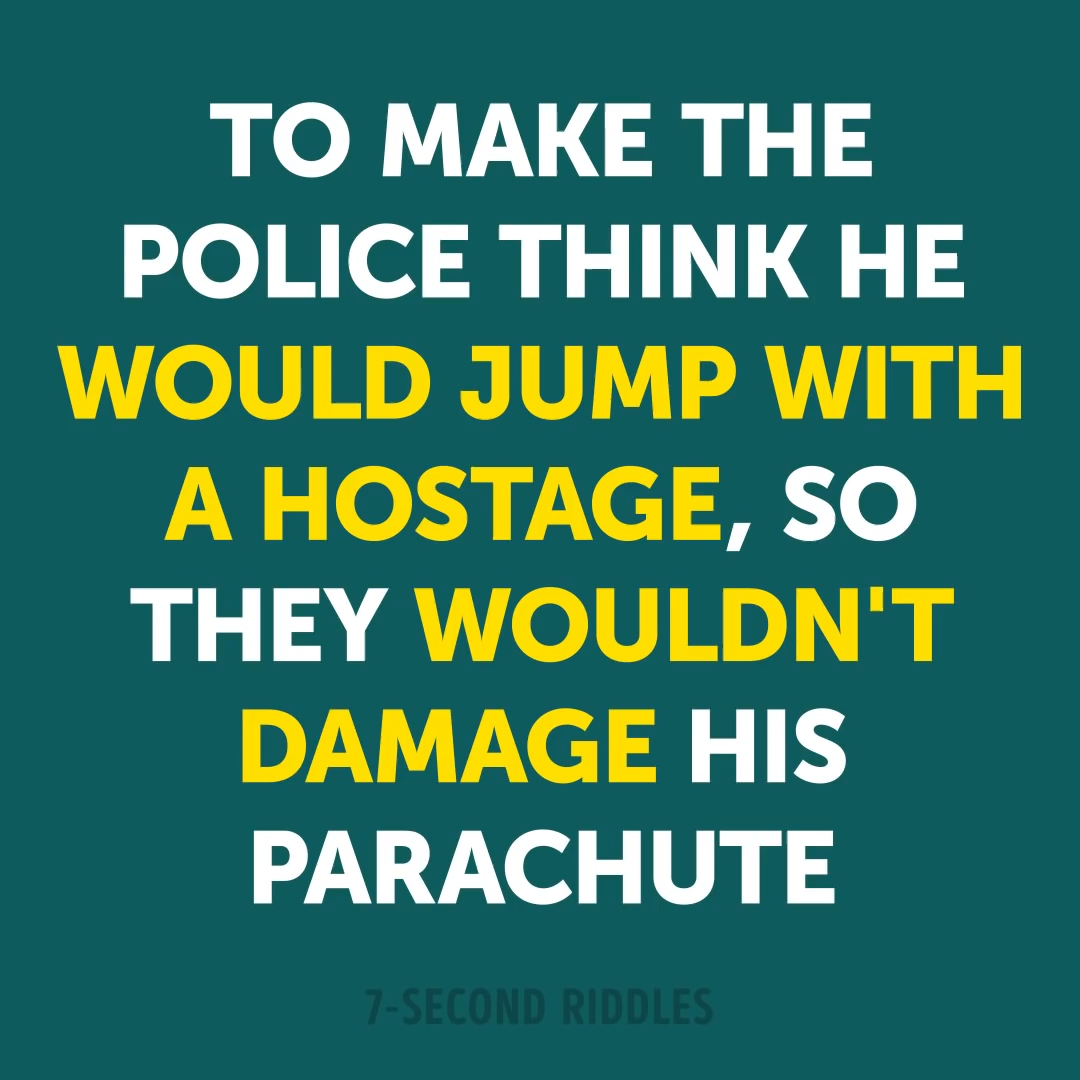 TO MAKE THE
POLICE THINK HE
WOULD JUMP WITH
A HOSTAGE, SO
THEY WOULDN'T
DAMAGE HIS
PARACHUTE
7-SECOND RIDDLES